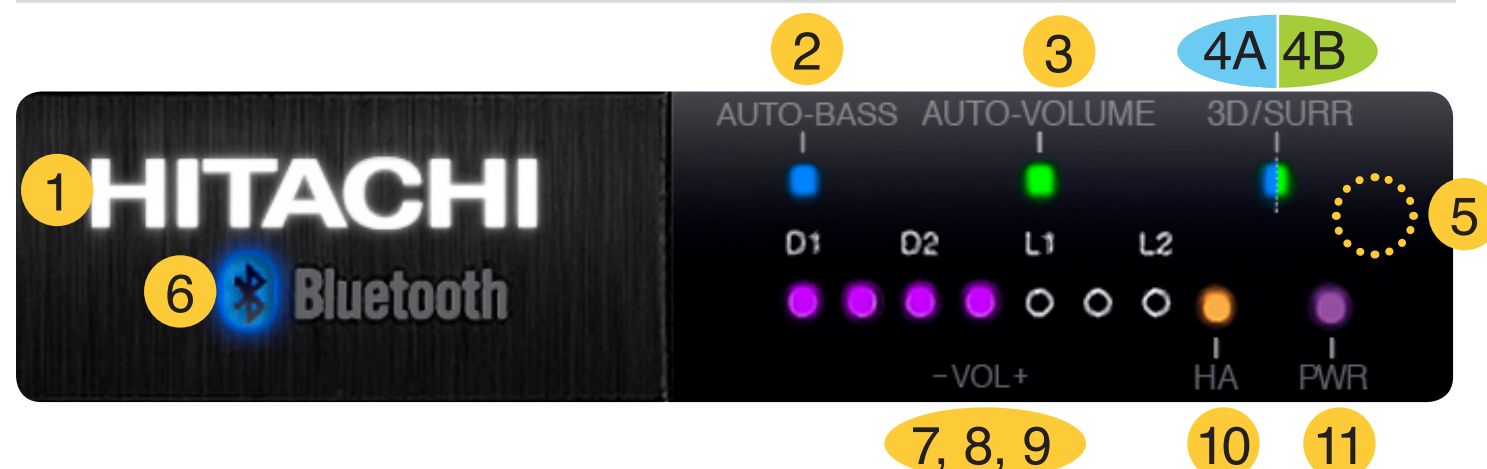 2 3 4A 4B
AUTO-BASS AUTO-VOLUME 3D/SURR
1 HITACHI
5
D1 D2 L1 L2
6 Bluetooth
-VOL+ HA PWR
7, 8, 9 10 11